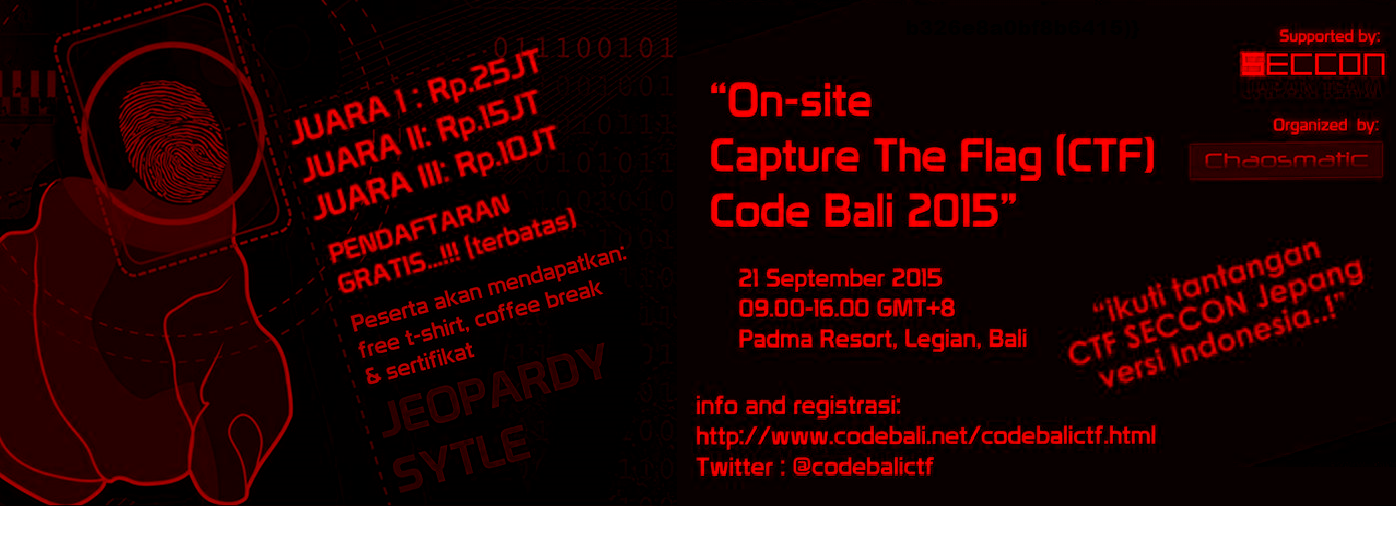 JUARA I : Rp.25JT
JUARA II: Rp.15JT
JUARA III: Rp.10JT
PENDAFTARAN
GRATIS...!!! (terbatas)
Peserta akan mendapatkan:
free t-shirt, coffee break
& sertifikat
JEOPARDY
SYTLE
011100101
“On-site
Capture The Flag (CTF)
Code Bali 2015”
21 September 2015
09.00-16.00 GMT+8
Padma Resort, Legian, Bali
info and registrasi:
http://www.codebali.net/codebalictf.html
Twitter : @codebalictf
Supported by:
SECCON
Organized by:
Chaosmatic
“ikuti tantangan
CTF SECCON Jepang
versi Indonesia..!”